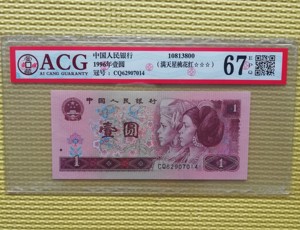 ACG
AI CANG GUARANTY
中国人民银行
1996年壹圆
冠号：CQ62907014
10813800
（满天星桃花红☆☆☆）
67 EPQ
中国人民银行
壹圆
1
1
CQ62907014